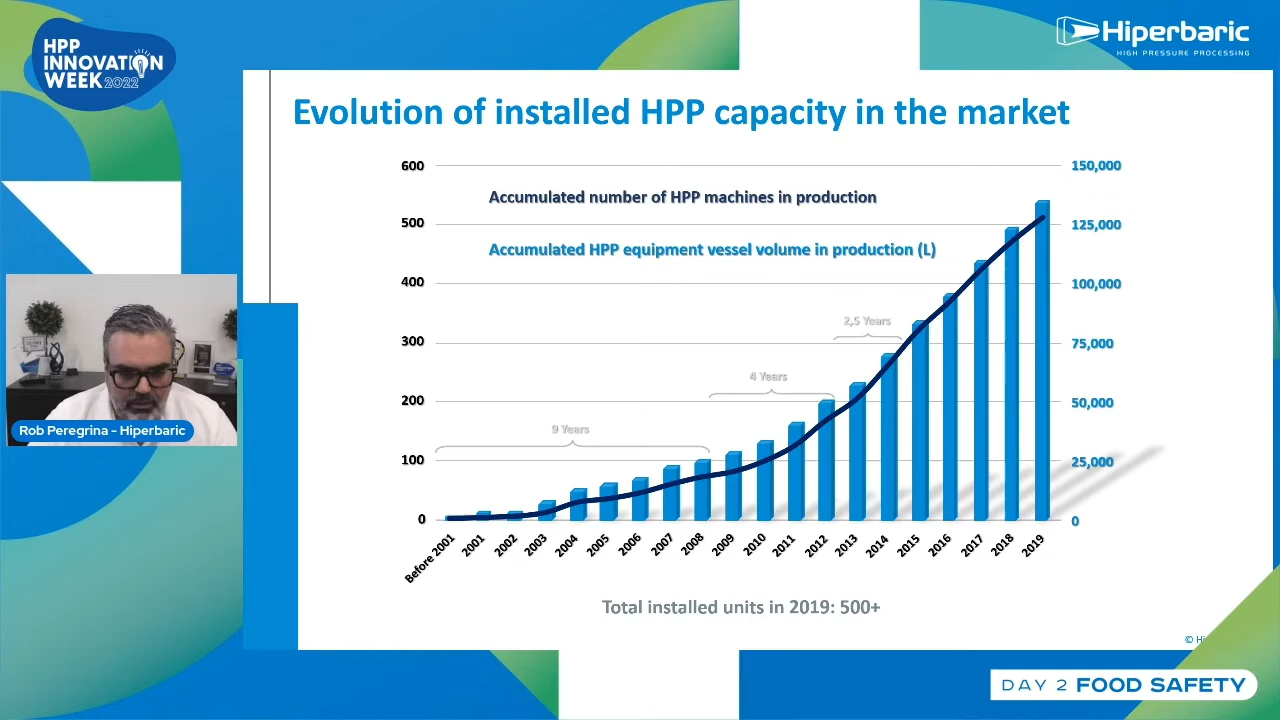 HPP
INNOVATION
WEEK 2022
Hiperbaric
HIGH PRESSURE PROCESSING
Evolution of installed HPP capacity in the market
600
500
400
300
200
100
0
150,000
125,000
100,000
75,000
50,000
25,000
0
Accumulated number of HPP machines in production
Accumulated HPP equipment vessel volume in production (L)
2,5 Years
4 Years
9 Years
Before 2001
2001
2002
2003
2004
2005
2006
2007
2008
2009
2010
2011
2012
2013
2014
2015
2016
2017
2018
2019
Total installed units in 2019: 500+
Rob Peregrina - Hiperbaric
©
DAY 2 FOOD SAFETY